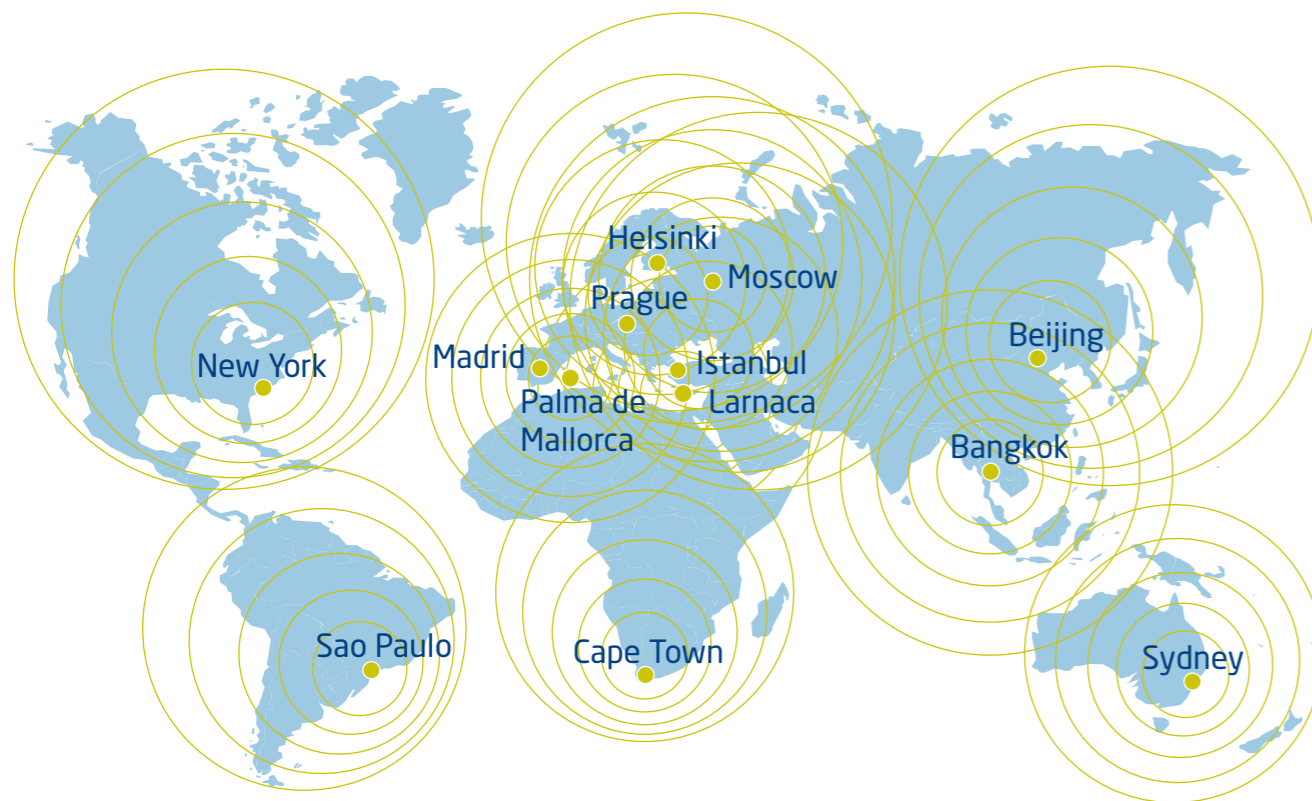 Helsinki
Moscow
Prague
Beijing
Madrid
Istanbul
New York
Palma de
Mallorca
Larnaca
Bangkok
Sao Paulo
Cape Town
Sydney